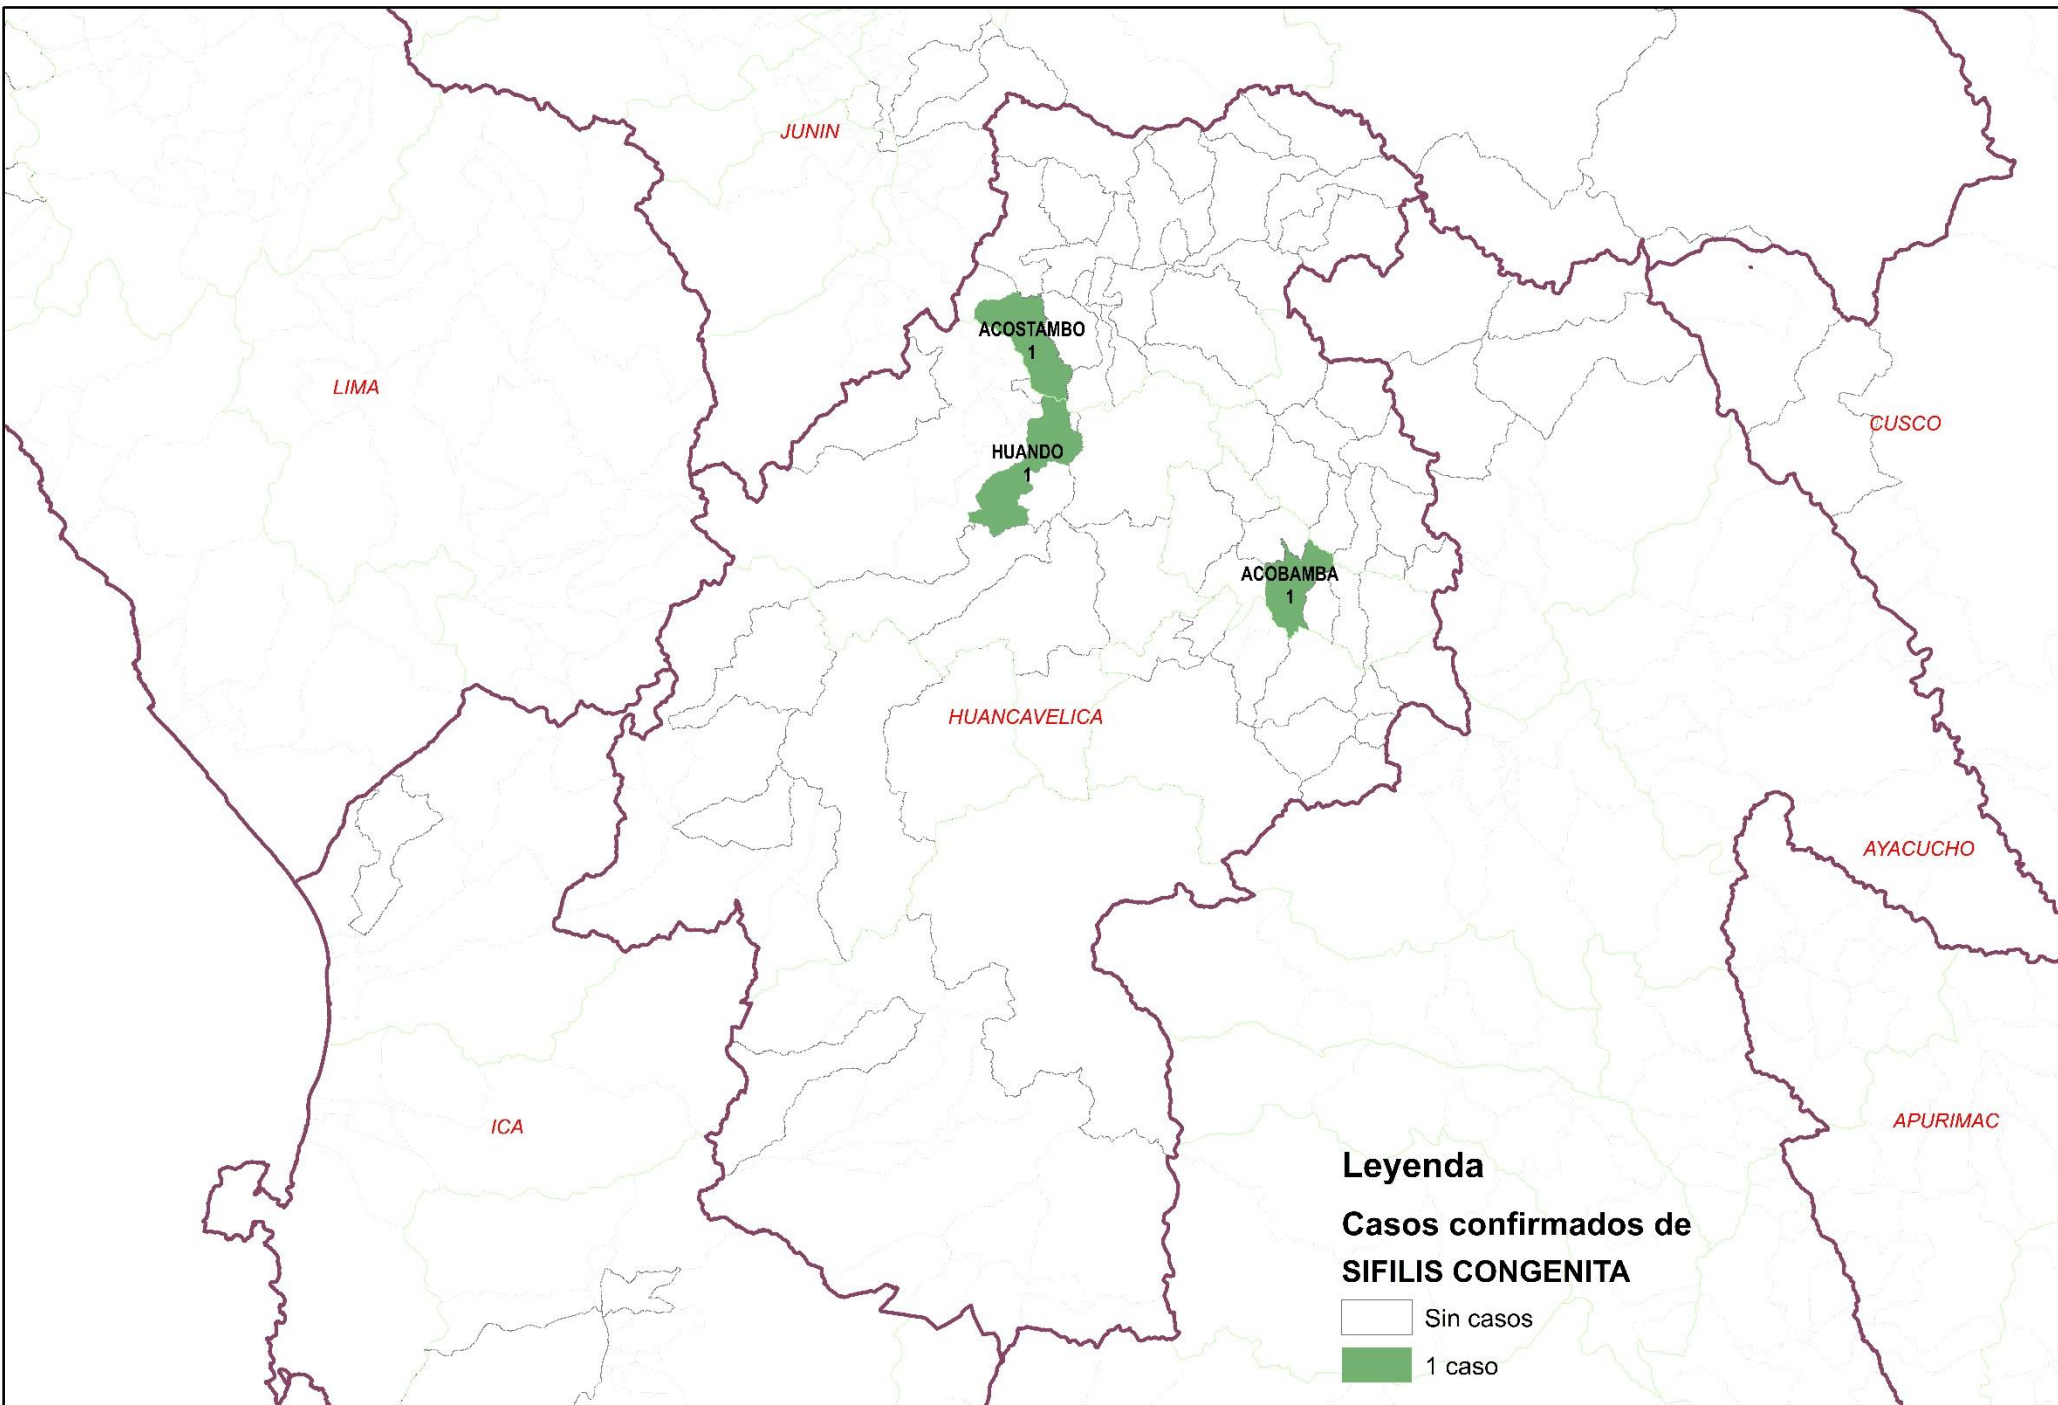 JUNIN
ACOSTAMBO
1
LIMA
CUSCO
HUANDO
1
ACOBAMBA
1
HUANCAVELICA
AYACUCHO
ICA
APURIMAC
Leyenda
Casos confirmados de
SIFILIS CONGENITA
Sin casos
1 caso